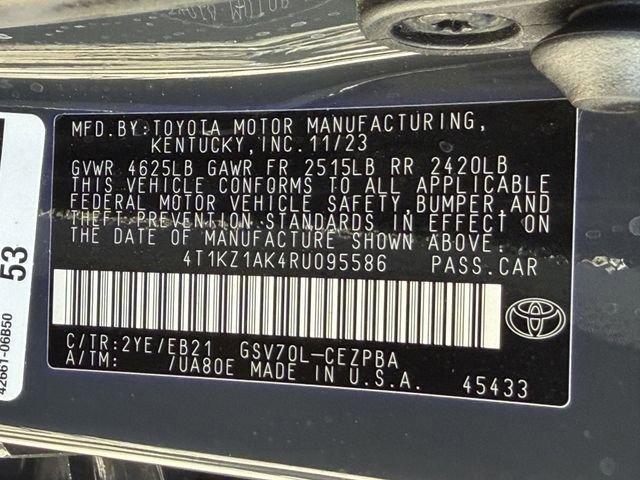 MFD. BY: TOYOTA MOTOR MANUFACTURING,
KENTUCKY, INC. 11/23
GVWR 4625LB GAWR FR 2515LB RR 2420LB
THIS VEHICLE CONFORMS TO ALL APPLICABLE
FEDERAL MOTOR VEHICLE SAFETY, BUMPER, AND
THEFT PREVENTION STANDARDS IN EFFECT ON
THE DATE OF MANUFACTURE SHOWN ABOVE.
4T1KZ1AK4RU095586 PASS.CAR
C/TR:2YE/EB21 GSV70L-CEZPBA
A/TM: /UA80E MADE IN U.S.A. 45433
53
42661-06B50